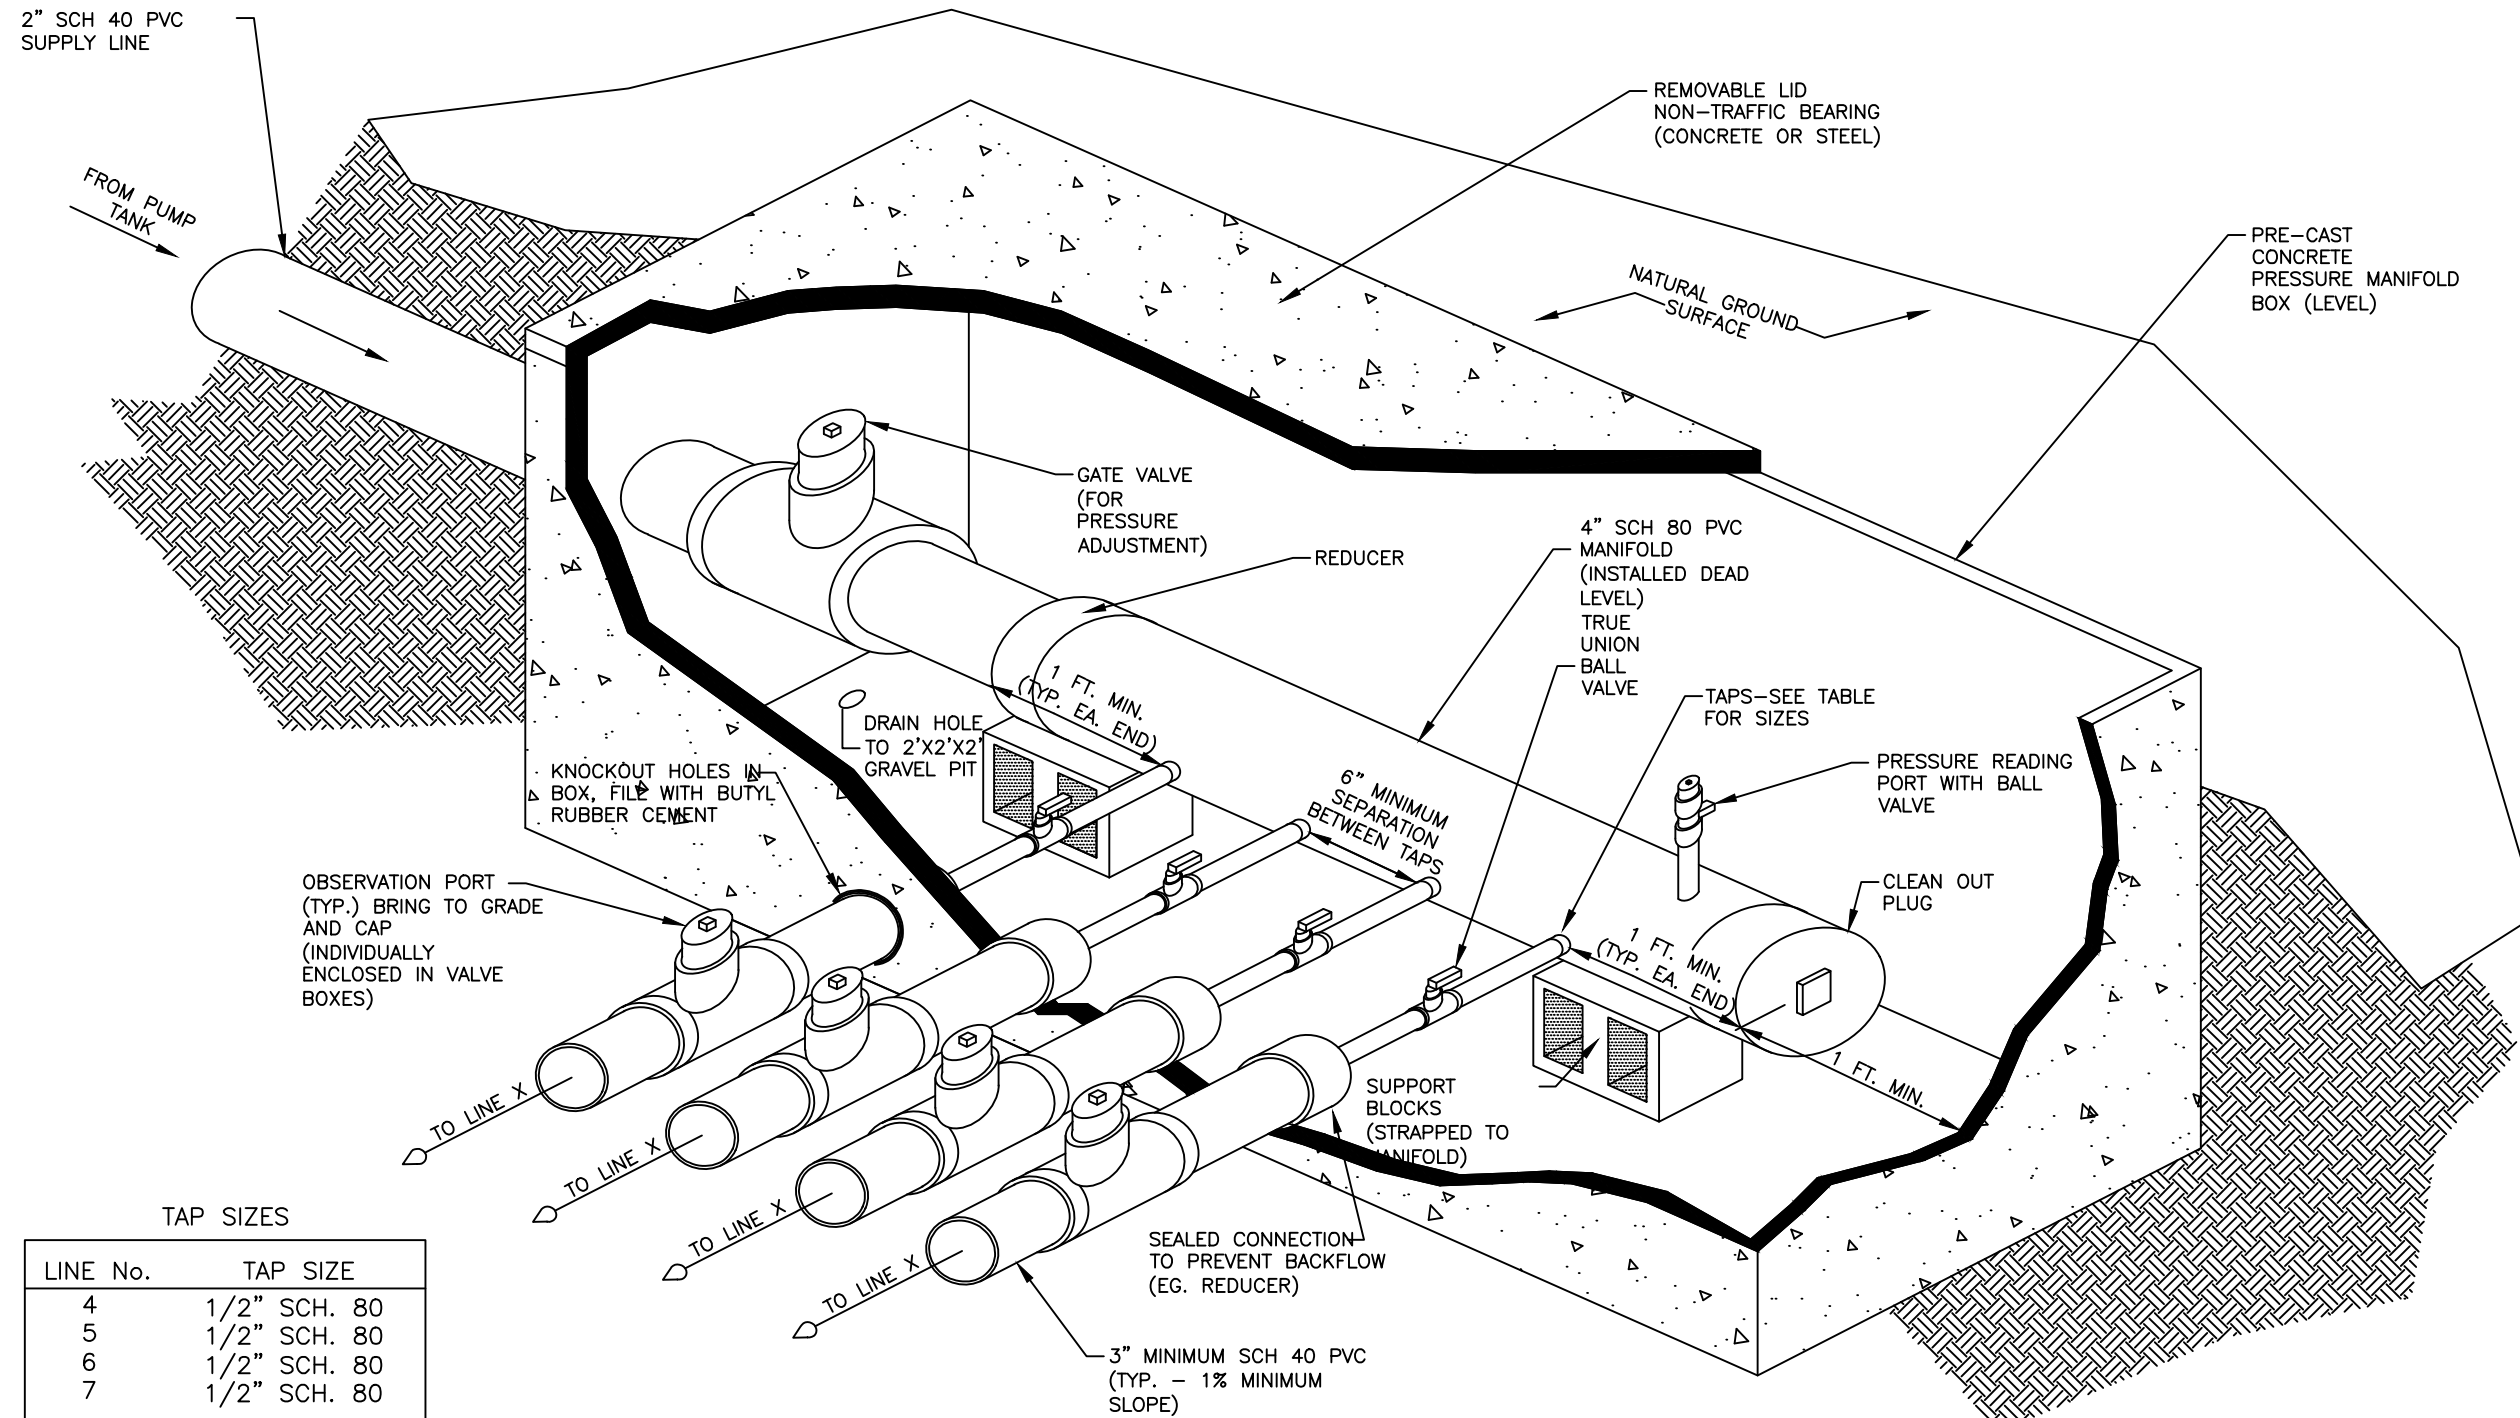 2" SCH 40 PVC
SUPPLY LINE
FROM PUMP
TANK
REMOVABLE LID
NON-TRAFFIC BEARING
(CONCRETE OR STEEL)
PRE-CAST
CONCRETE
PRESSURE MANIFOLD
BOX (LEVEL)
NATURAL GROUND
SURFACE
GATE VALVE
(FOR
PRESSURE
ADJUSTMENT)
REDUCER
4" SCH 80 PVC
MANIFOLD
(INSTALLED DEAD
LEVEL)
TRUE
UNION
BALL
VALVE
TAPS-SEE TABLE
FOR SIZES
PRESSURE READING
PORT WITH BALL
VALVE
CLEAN OUT
PLUG
1 FT. MIN.
(TYP. EA. END)
DRAIN HOLE
TO 2'X2'X2'
GRAVEL PIT
KNOCKOUT HOLES IN
BOX, FILL WITH BUTYL
RUBBER CEMENT
6" MINIMUM
SEPARATION
BETWEEN TAPS
OBSERVATION PORT
(TYP.) BRING TO GRADE
AND CAP
(INDIVIDUALLY
ENCLOSED IN VALVE
BOXES)
1 FT. MIN.
(TYP. EA. END)
1 FT. MIN.
SUPPORT
BLOCKS
(STRAPPED TO
MANIFOLD)
TO LINE X
TO LINE X
TO LINE X
TO LINE X
SEALED CONNECTION
TO PREVENT BACKFLOW
(EG. REDUCER)
3" MINIMUM SCH 40 PVC
(TYP. - 1% MINIMUM
SLOPE)
TAP SIZES
LINE No. TAP SIZE
4 1/2" SCH. 80
5 1/2" SCH. 80
6 1/2" SCH. 80
7 1/2" SCH. 80